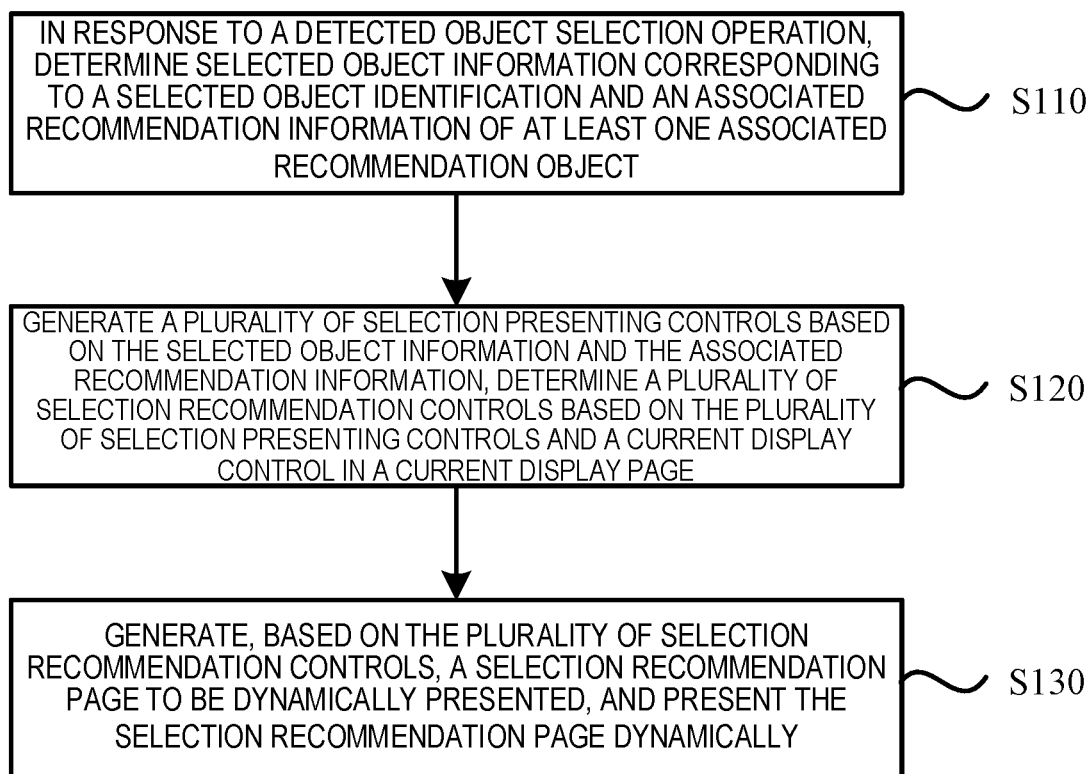 IN RESPONSE TO A DETECTED OBJECT SELECTION OPERATION,
DETERMINE SELECTED OBJECT INFORMATION CORRESPONDING
TO A SELECTED OBJECT IDENTIFICATION AND AN ASSOCIATED
RECOMMENDATION INFORMATION OF AT LEAST ONE ASSOCIATED
RECOMMENDATION OBJECT
S110
GENERATE A PLURALITY OF SELECTION PRESENTING CONTROLS BASED
ON THE SELECTED OBJECT INFORMATION AND THE ASSOCIATED
RECOMMENDATION INFORMATION, DETERMINE A PLURALITY OF
SELECTION RECOMMENDATION CONTROLS BASED ON THE PLURALITY
OF SELECTION PRESENTING CONTROLS AND A CURRENT DISPLAY
CONTROL IN A CURRENT DISPLAY PAGE
S120
GENERATE, BASED ON THE PLURALITY OF SELECTION
RECOMMENDATION CONTROLS, A SELECTION RECOMMENDATION
PAGE TO BE DYNAMICALLY PRESENTED, AND PRESENT THE
SELECTION RECOMMENDATION PAGE DYNAMICALLY
S130